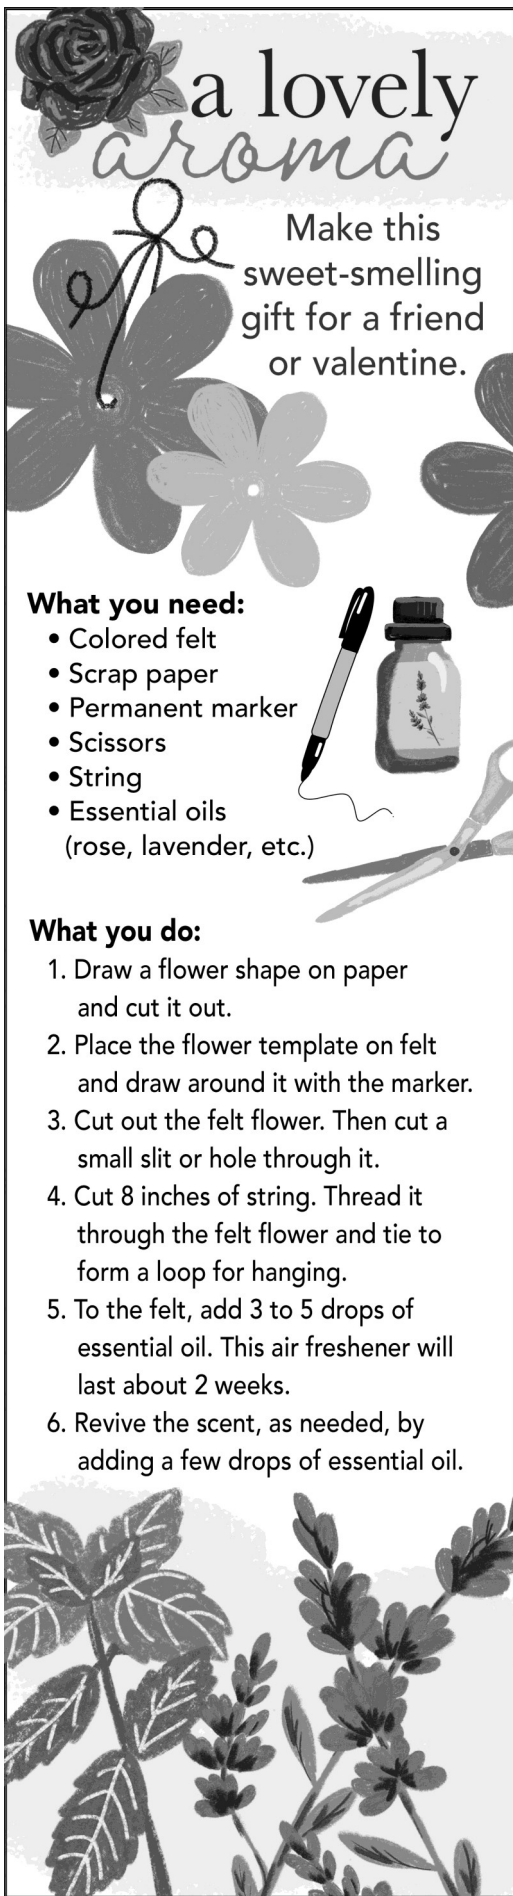 a lovely
aroma
Make this
sweet-smelling
gift for a friend
or valentine.
What you need:
• Colored felt
• Scrap paper
• Permanent marker
• Scissors
• String
• Essential oils
(rose, lavender, etc.)
What you do:
1. Draw a flower shape on paper
and cut it out.
2. Place the flower template on felt
and draw around it with the marker.
3. Cut out the felt flower. Then cut a
small slit or hole through it.
4. Cut 8 inches of string. Thread it
through the felt flower and tie to
form a loop for hanging.
5. To the felt, add 3 to 5 drops of
essential oil. This air freshener will
last about 2 weeks.
6. Revive the scent, as needed, by
adding a few drops of essential oil.